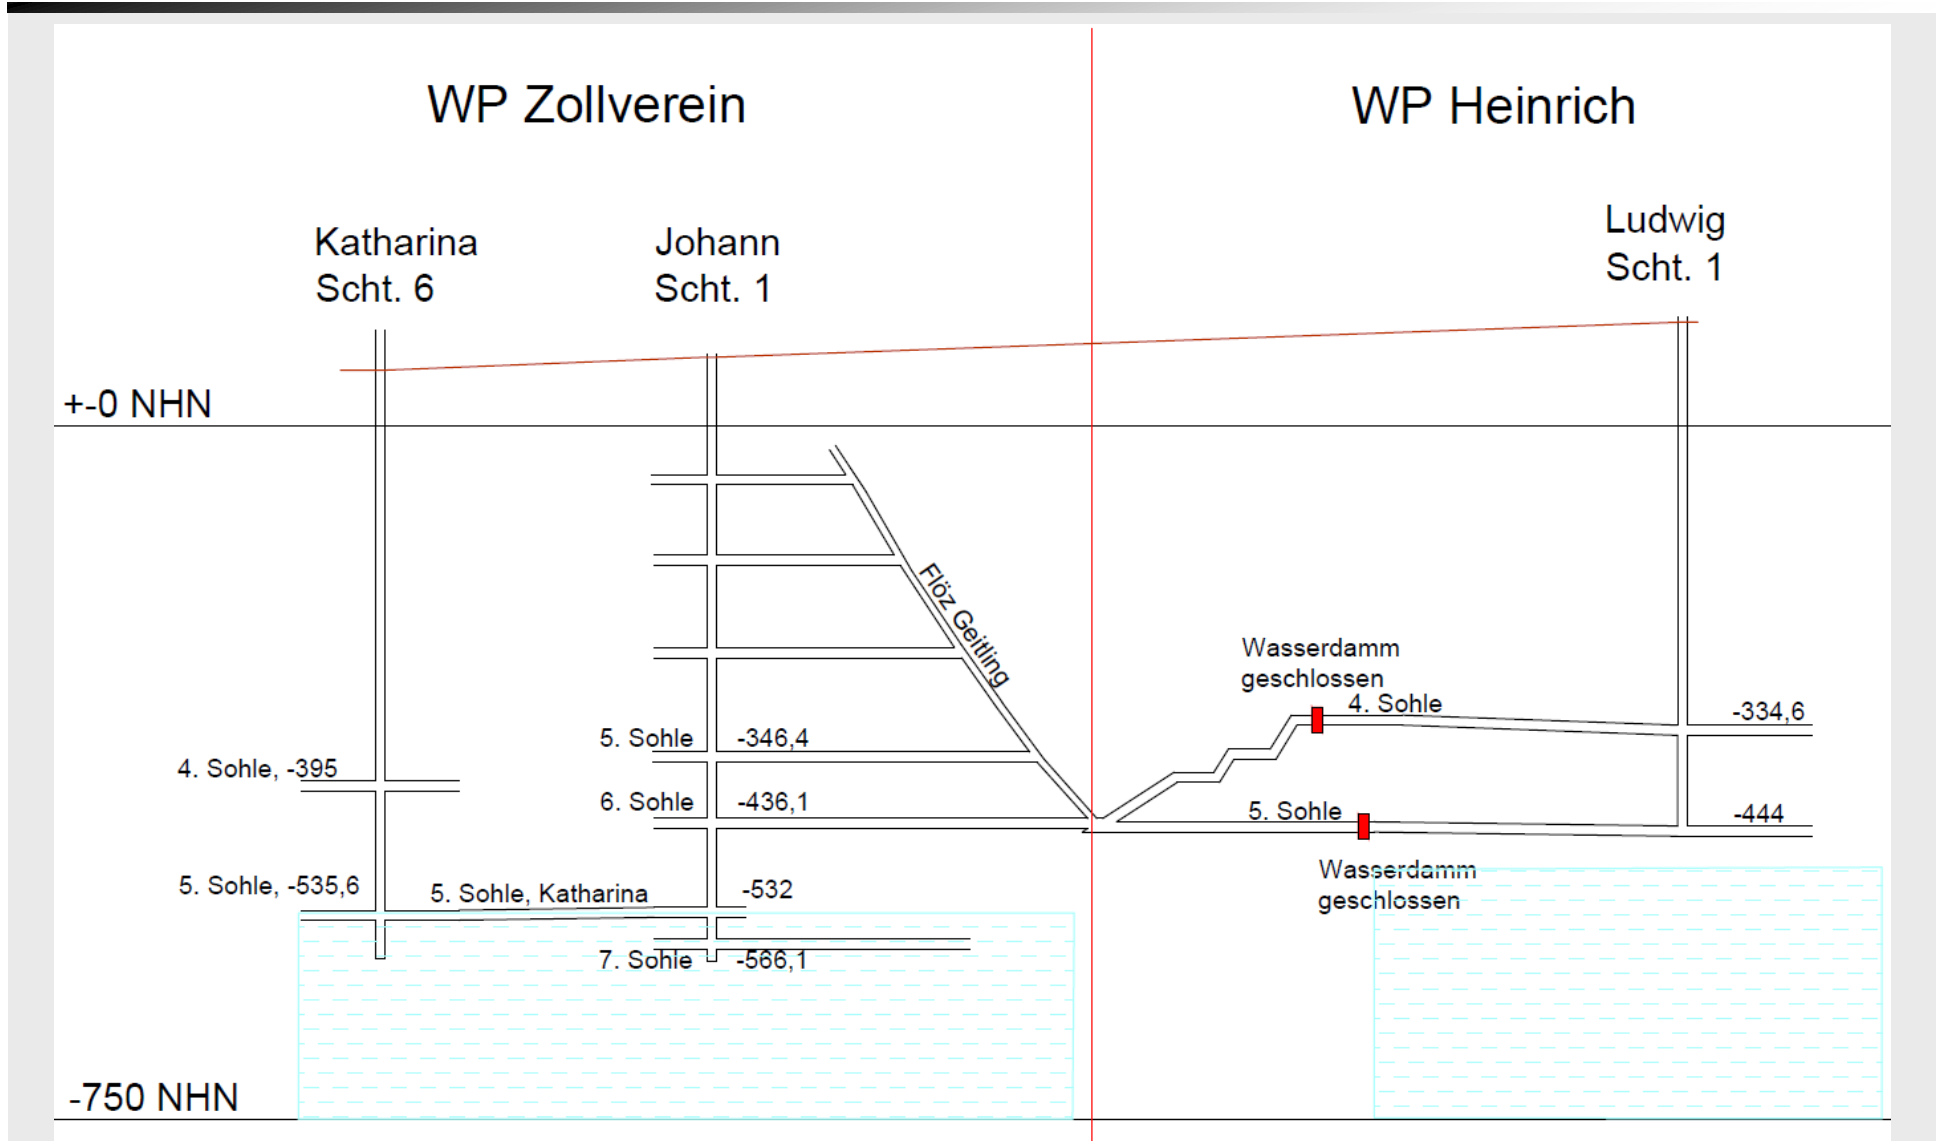 WP Zollverein
WP Heinrich
Katharina
Scht. 6
Johann
Scht. 1
Ludwig
Scht. 1
+-0 NHN
Flöz Geitling
Wasserdamm
geschlossen
4. Sohle
-334,6
5. Sohle
-346,4
4. Sohle, -395
6. Sohle
-436,1
5. Sohle
-444
Wasserdamm
geschlossen
5. Sohle, -535,6
5. Sohle, Katharina
-532
7. Sohle
-566,1
-750 NHN